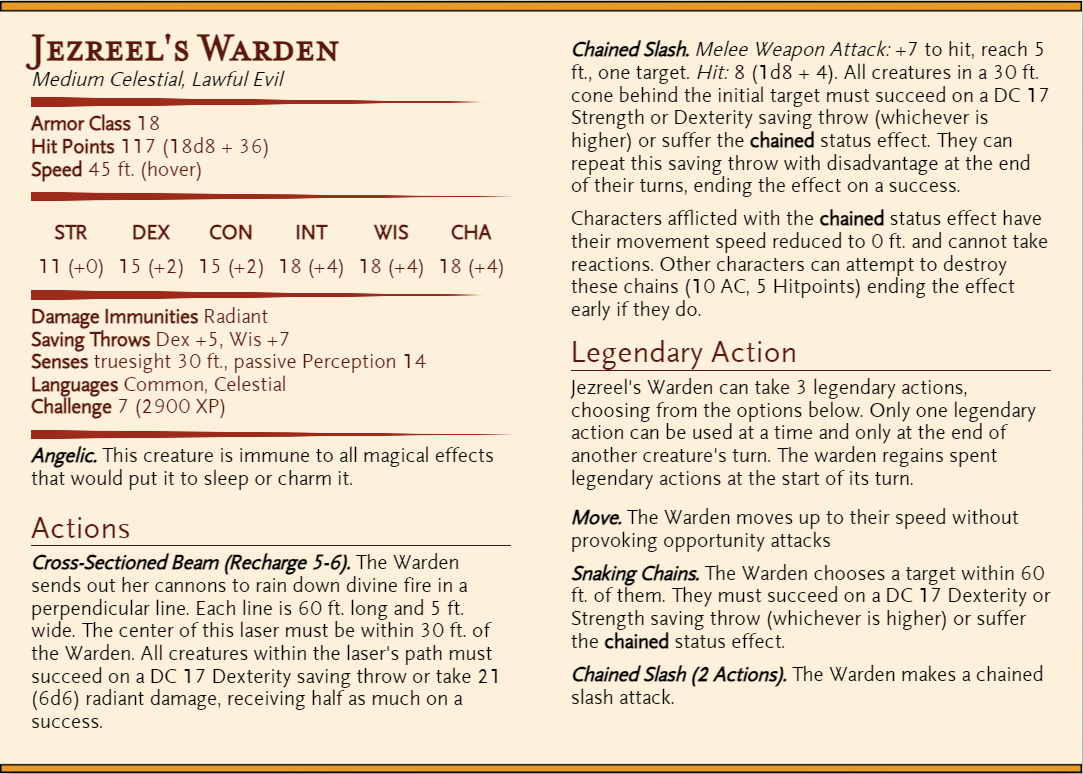 Jezreel's Warden
Medium Celestial, Lawful Evil
Armor Class 18
Hit Points 117 (18d8 + 36)
Speed 45 ft. (hover)
STR DEX CON INT WIS CHA
11 (+0) 15 (+2) 15 (+2) 18 (+4) 18 (+4) 18 (+4)
Damage Immunities Radiant
Saving Throws Dex +5, Wis +7
Senses truesight 30 ft., passive Perception 14
Languages Common, Celestial
Challenge 7 (2900 XP)
Angelic. This creature is immune to all magical effects
that would put it to sleep or charm it.
Actions
Cross-Sectioned Beam (Recharge 5-6). The Warden
sends out her cannons to rain down divine fire in a
perpendicular line. Each line is 60 ft. long and 5 ft.
wide. The center of this laser must be within 30 ft. of
the Warden. All creatures within the laser's path must
succeed on a DC 17 Dexterity saving throw or take 21
(6d6) radiant damage, receiving half as much on a
success.
Chained Slash. Melee Weapon Attack: +7 to hit, reach 5
ft., one target. Hit: 8 (1d8 + 4). All creatures in a 30 ft.
cone behind the initial target must succeed on a DC 17
Strength or Dexterity saving throw (whichever is
higher) or suffer the chained status effect. They can
repeat this saving throw with disadvantage at the end
of their turns, ending the effect on a success.
Characters afflicted with the chained status effect have
their movement speed reduced to 0 ft. and cannot take
reactions. Other characters can attempt to destroy
these chains (10 AC, 5 Hitpoints) ending the effect
early if they do.
Legendary Action
Jezreel's Warden can take 3 legendary actions,
choosing from the options below. Only one legendary
action can be used at a time and only at the end of
another creature's turn. The warden regains spent
legendary actions at the start of its turn.
Move. The Warden moves up to their speed without
provoking opportunity attacks
Snaking Chains. The Warden chooses a target within 60
ft. of them. They must succeed on a DC 17 Dexterity or
Strength saving throw (whichever is higher) or suffer
the chained status effect.
Chained Slash (2 Actions). The Warden makes a chained
slash attack.